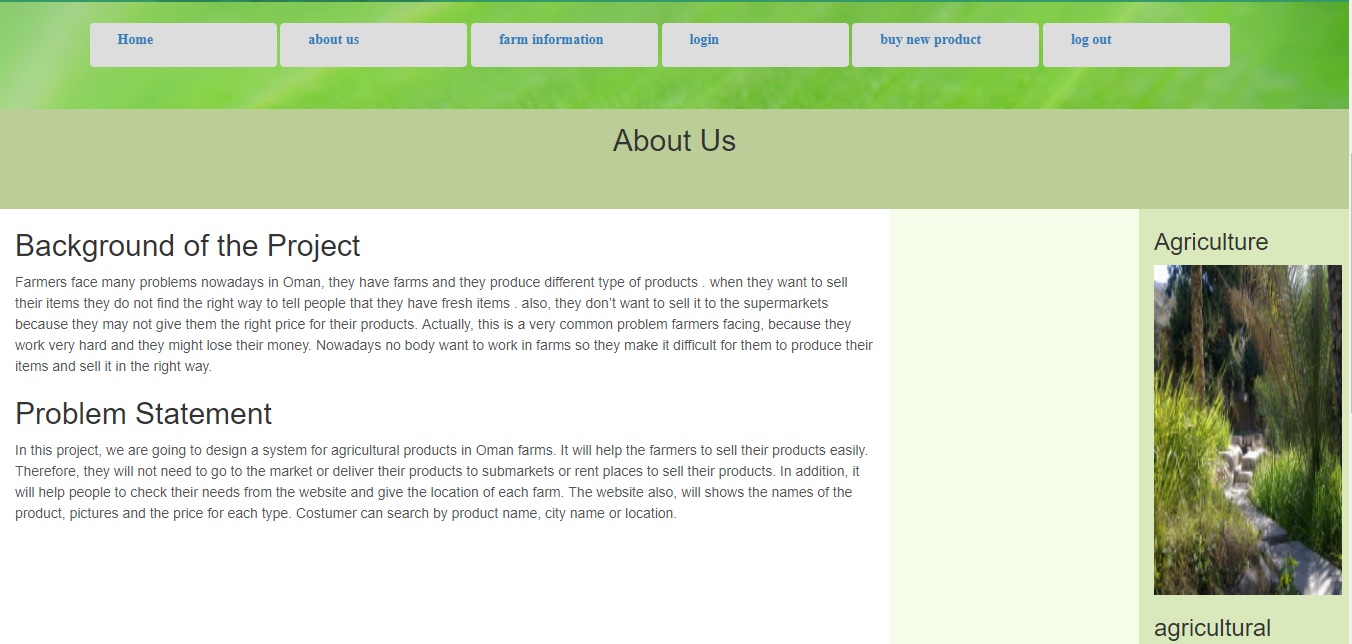 Home
about us
farm information
login
buy new product
log out
About Us
Background of the Project
Farmers face many problems nowadays in Oman, they have farms and they produce different type of products . when they want to sell
their items they do not find the right way to tell people that they have fresh items . also, they don’t want to sell it to the supermarkets
because they may not give them the right price for their products. Actually, this is a very common problem farmers facing, because they
work very hard and they might lose their money. Nowadays no body want to work in farms so they make it difficult for them to produce their
items and sell it in the right way.
Problem Statement
In this project, we are going to design a system for agricultural products in Oman farms. It will help the farmers to sell their products easily.
Therefore, they will not need to go to the market or deliver their products to submarkets or rent places to sell their products. In addition, it
will help people to check their needs from the website and give the location of each farm. The website also, will shows the names of the
product, pictures and the price for each type. Costumer can search by product name, city name or location.
Agriculture
agricultural